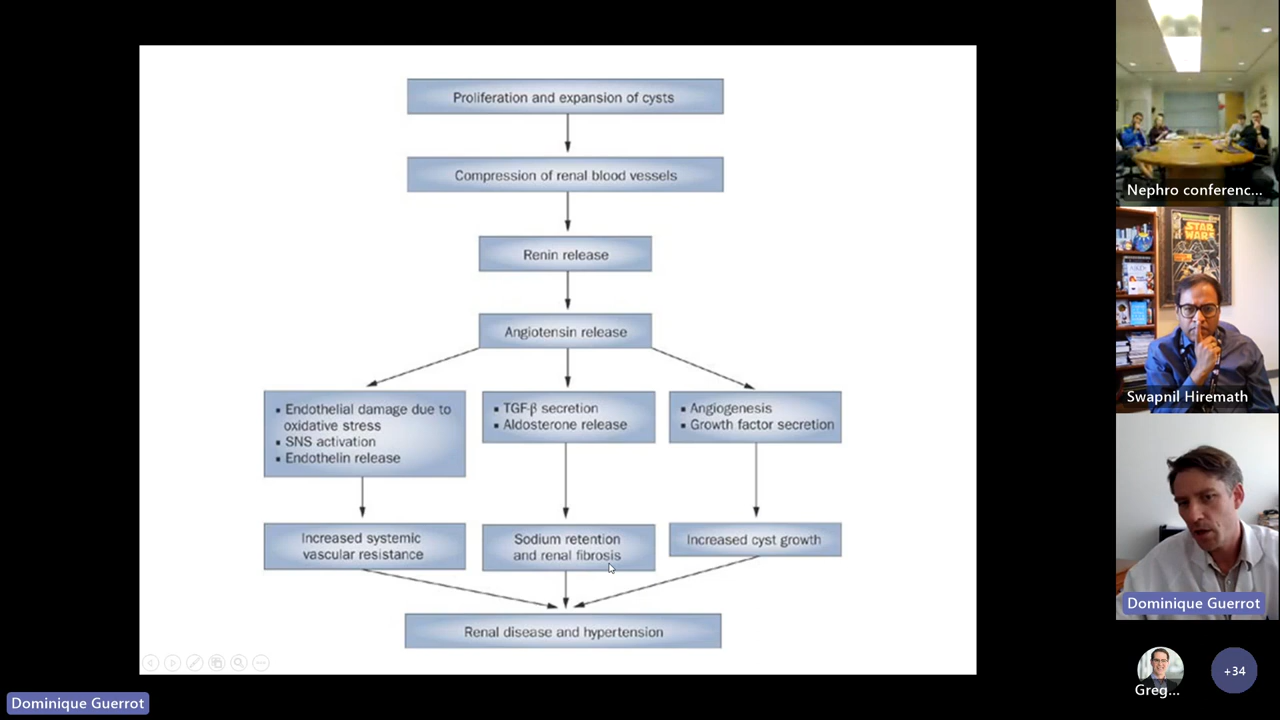 Proliferation and expansion of cysts
Compression of renal blood vessels
Renin release
Angiotensin release
▪ Endothelial damage due to
oxidative stress
▪ SNS activation
▪ Endothelin release
▪ TGF-β secretion
▪ Aldosterone release
▪ Angiogenesis
▪ Growth factor secretion
Increased systemic
vascular resistance
Sodium retention
and renal fibrosis
Increased cyst growth
Renal disease and hypertension
Nephro conferenc...
STAR
WARS
Swapnil Hiremath
Dominique Guerrot
Greg...
+34
Dominique Guerrot